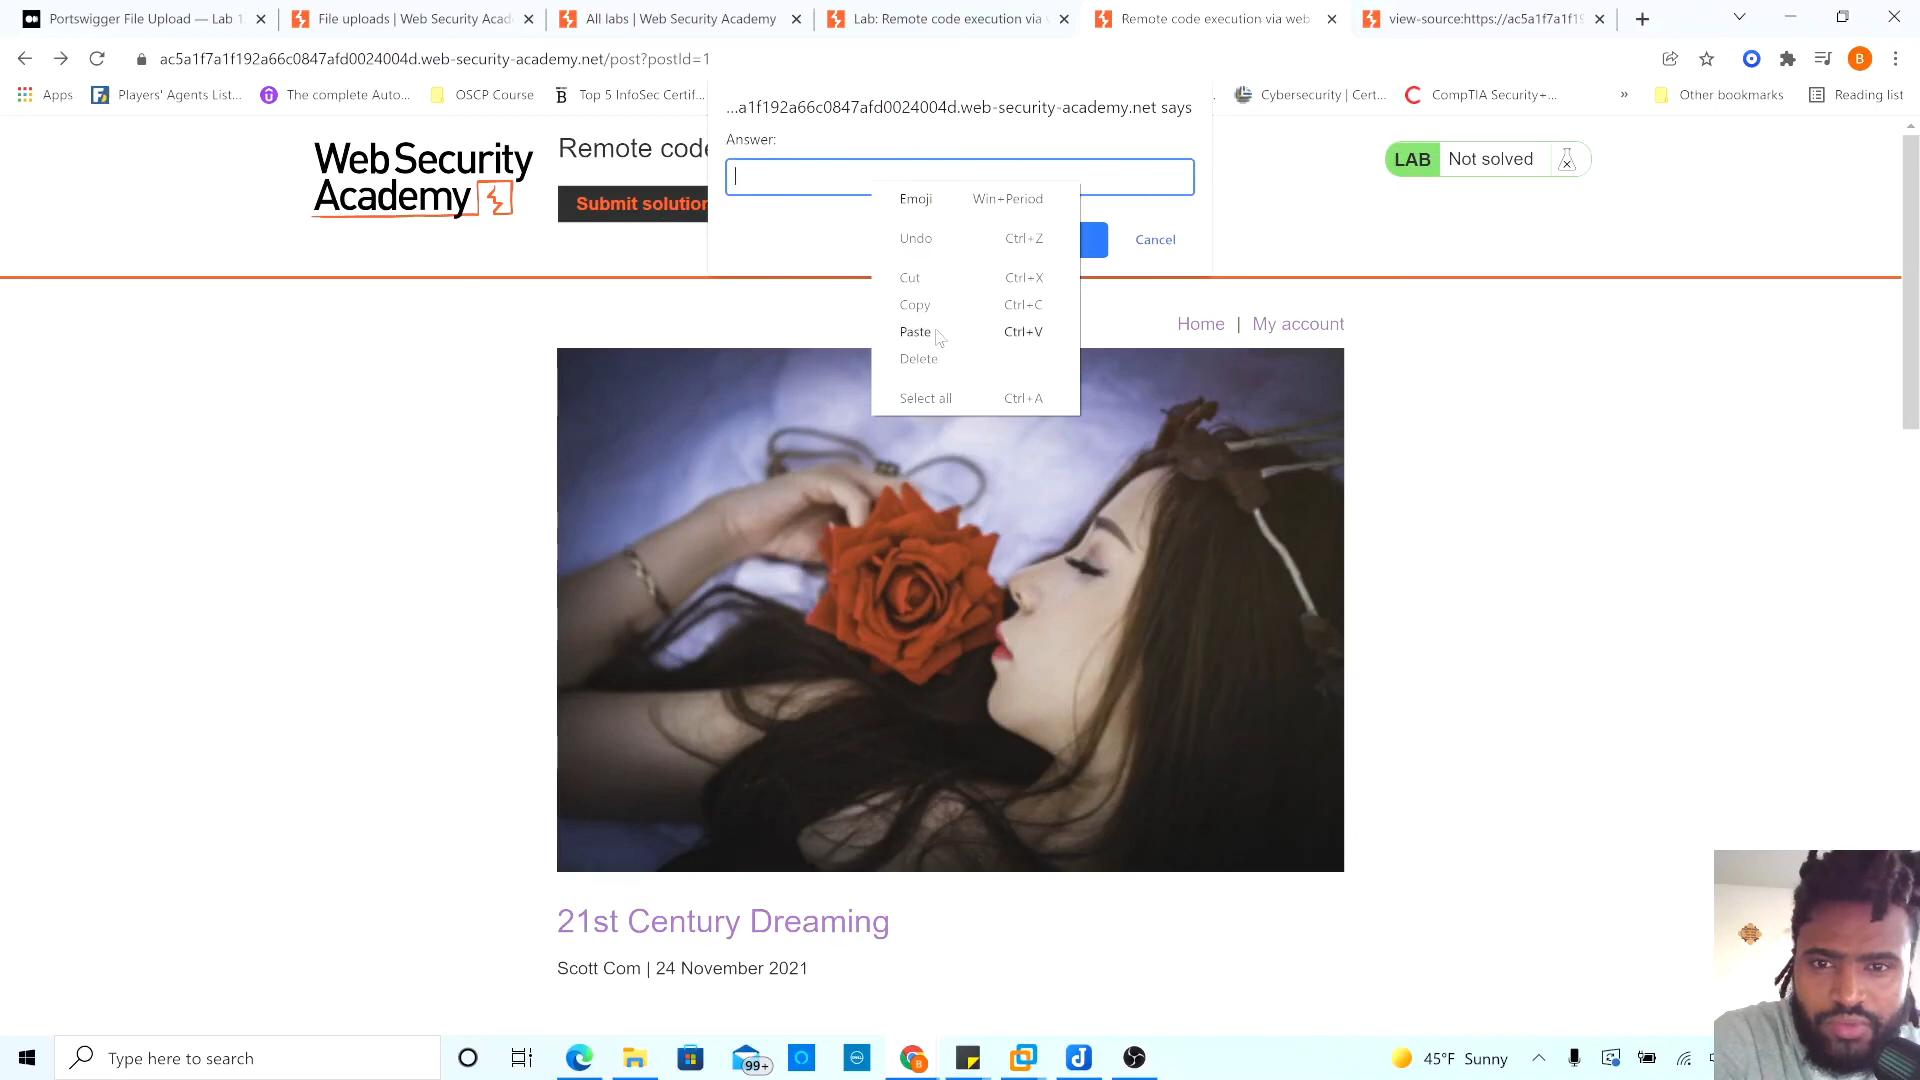 Portswigger File Upload — Lab 1
File uploads | Web Security Acad
All labs | Web Security Academy
Lab: Remote code execution via
Remote code execution via web
view-source:https://ac5a1f7a1f19
ac5a1f7a1f192a66c0847afd0024004d.web-security-academy.net/post?postId=1
B
Apps
Players' Agents List...
The complete Auto...
OSCP Course
Top 5 InfoSec Certif...
Cybersecurity | Cert...
CompTIA Security+...
»
Other bookmarks
Reading list
...a1f192a66c0847afd0024004d.web-security-academy.net says
Answer:
Cancel
Emoji Win+Period
Undo Ctrl+Z
Cut Ctrl+X
Copy Ctrl+C
Paste Ctrl+V
Delete
Select all Ctrl+A
Web Security
Academy
Remote code
Submit solution
LAB Not solved
Home | My account
21st Century Dreaming
Scott Com | 24 November 2021
Type here to search
99+
DELL
B
45°F Sunny